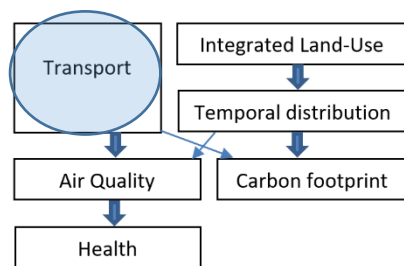 Transport
Integrated Land-Use
Temporal distribution
Air Quality
Carbon footprint
Health